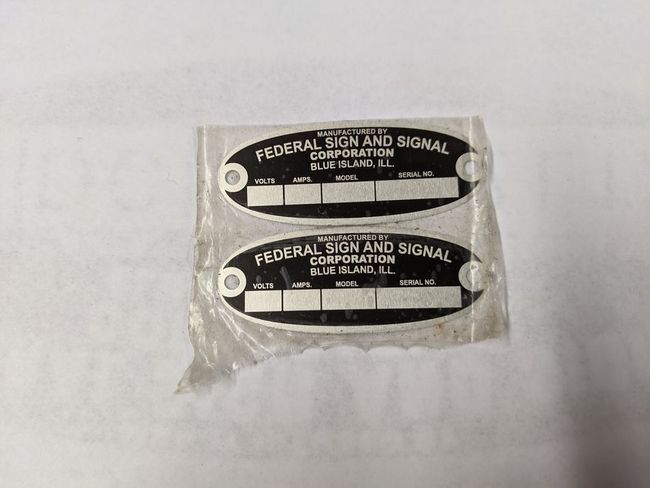 MANUFACTURED BY
FEDERAL SIGN AND SIGNAL
CORPORATION
BLUE ISLAND, ILL.
VOLTS AMPS. MODEL SERIAL NO.
MANUFACTURED BY
FEDERAL SIGN AND SIGNAL
CORPORATION
BLUE ISLAND, ILL.
VOLTS AMPS. MODEL SERIAL NO.